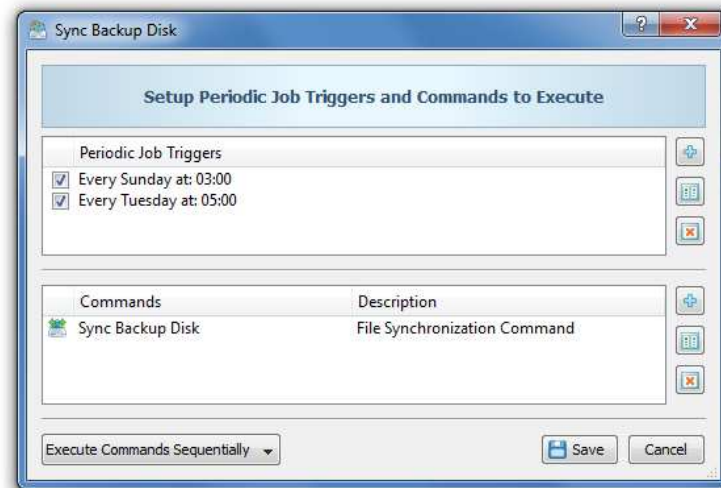 Sync Backup Disk
Setup Periodic Job Triggers and Commands to Execute
Periodic Job Triggers
Every Sunday at: 03:00
Every Tuesday at: 05:00
Commands Description
Sync Backup Disk File Synchronization Command
Execute Commands Sequentially Save Cancel